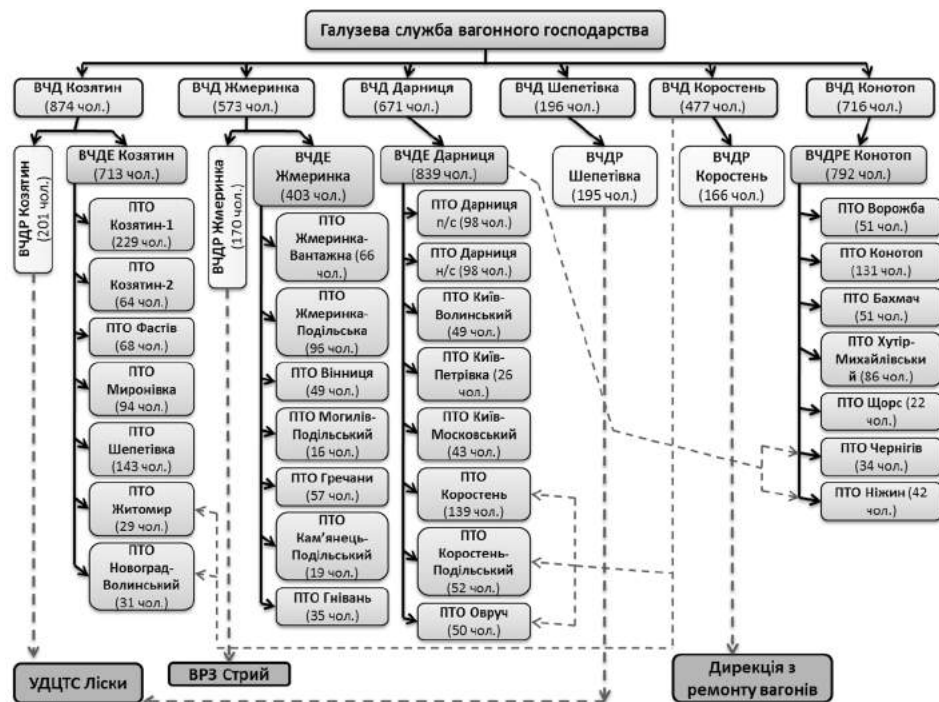 Галузева служба вагонного господарства
ВЧД Козятин
(874 чол.)
ВЧД Жмеринка
(573 чол.)
ВЧД Дарниця
(671 чол.)
ВЧД Шепетівка
(196 чол.)
ВЧД Коростень
(477 чол.)
ВЧД Конотоп
(716 чол.)
ВЧДР Козятин
(201 чол.)
ВЧДЕ Козятин
(713 чол.)
ПТО
Козятин-1
(229 чол.)
ПТО
Козятин-2
(64 чол.)
ПТО Фастів
(68 чол.)
ПТО
Миронівка
(94 чол.)
ПТО
Шепетівка
(143 чол.)
ПТО
Житомир
(29 чол.)
ПТО
Новоград-
Волинський
(31 чол.)
ВЧДР Жмеринка
(170 чол.)
ВЧДЕ
Жмеринка
(403 чол.)
ПТО
Жмеринка-
Вантажна (66
чол.)
ПТО
Жмеринка-
Подільська
(96 чол.)
ПТО Вінниця
(49 чол.)
ПТО Могилів-
Подільський
(16 чол.)
ПТО Гречани
(57 чол.)
ПТО
Кам’янець-
Подільський
(19 чол.)
ПТО Гнівань
(35 чол.)
ВЧДЕ Дарниця
(839 чол.)
ПТО Дарниця
п/с (98 чол.)
ПТО Дарниця
н/с (98 чол.)
ПТО Київ-
Волинський
(49 чол.)
ПТО Київ-
Петрівка (26
чол.)
ПТО Київ-
Московський
(43 чол.)
ПТО
Коростень
(139 чол.)
ПТО
Коростень-
Подільський
(52 чол.)
ПТО Овруч
(50 чол.)
ВЧДР
Шепетівка
(195 чол.)
ВЧДР
Коростень
(166 чол.)
ВЧДРЕ Конотоп
(792 чол.)
ПТО Ворожба
(51 чол.)
ПТО Конотоп
(131 чол.)
ПТО Бахмач
(51 чол.)
ПТО Хутір-
Михайлівськи
й (86 чол.)
ПТО Щорс (22
чол.)
ПТО Чернігів
(34 чол.)
ПТО Ніжин (42
чол.)
УДЦТС Ліски
ВРЗ Стрий
Дирекція з
ремонту вагонів